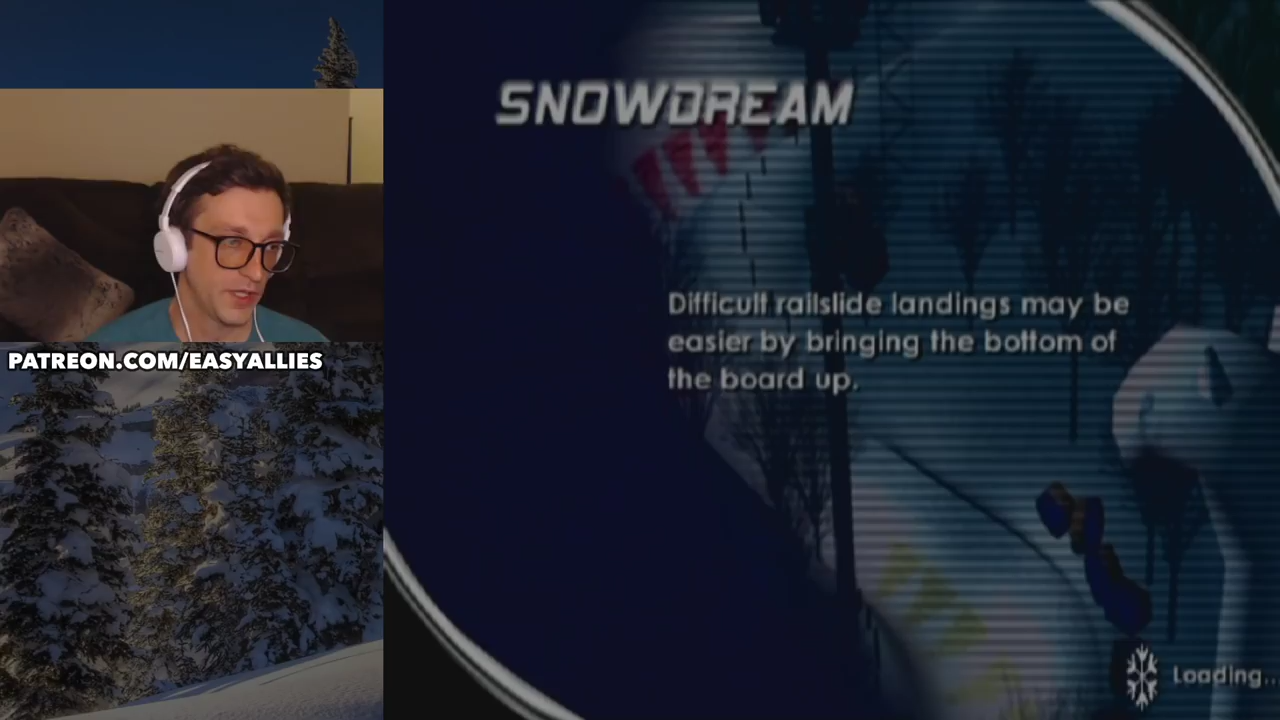 SNOWDREAM
Difficult railslide landings may be
easier by bringing the bottom of
the board up.
PATREON.COM/EASYALLIES
Loading...